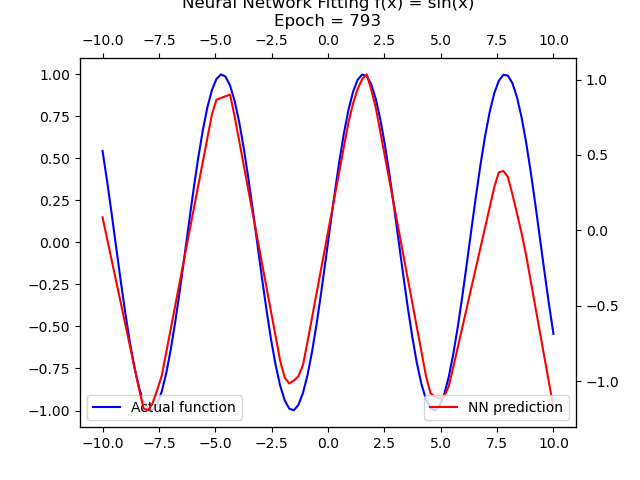 Neural Network Fitting f(x) = sin(x)
Epoch = 793
−10.0 −7.5 −5.0 −2.5 0.0 2.5 5.0 7.5 10.0
1.00
0.75
0.50
0.25
0.00
−0.25
−0.50
−0.75
−1.00
1.0
0.5
0.0
−0.5
−1.0
Actual function
NN prediction
−10.0 −7.5 −5.0 −2.5 0.0 2.5 5.0 7.5 10.0